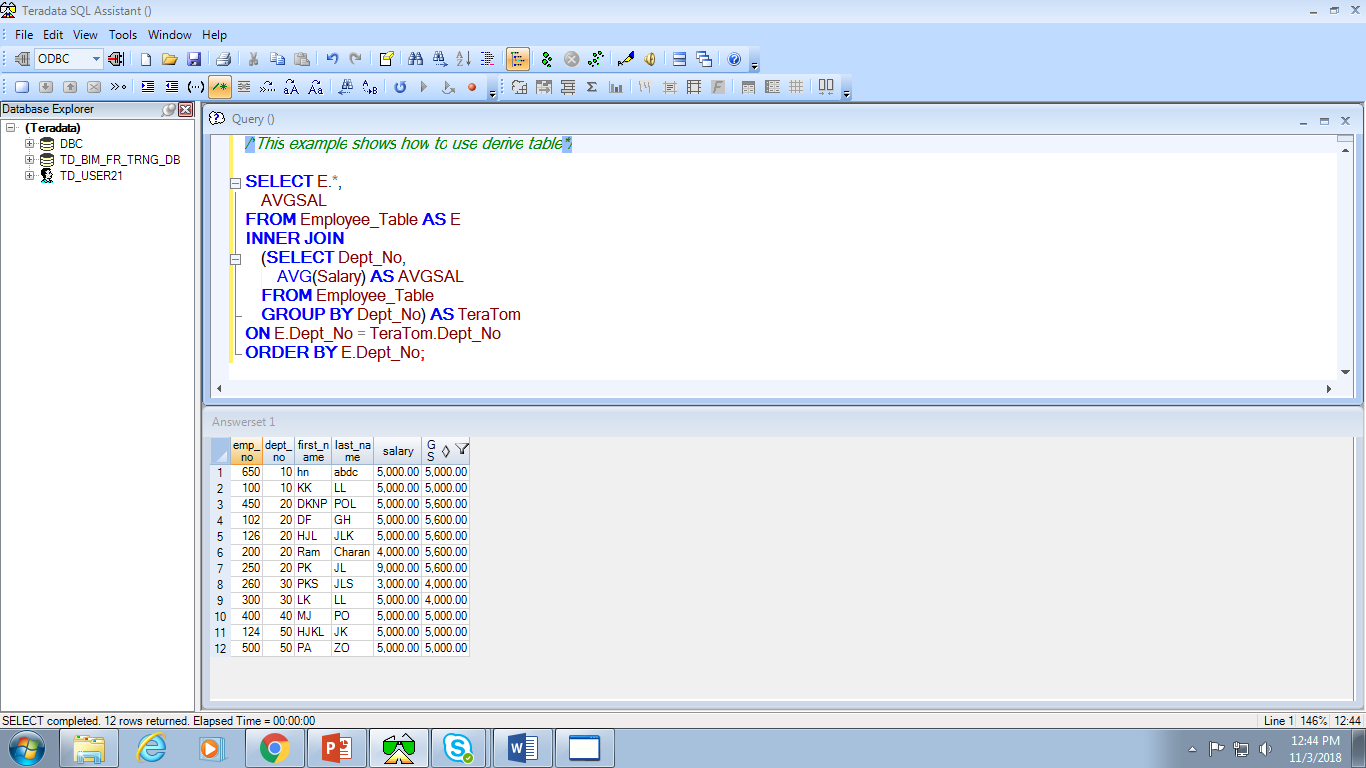 Teradata SQL Assistant ()
File Edit View Tools Window Help
ODBC
Database Explorer
(Teradata)
DBC
TD_BIM_FR_TRNG_DB
TD_USER21
Query ()
/*This example shows how to use derive table*/
SELECT E.*,
AVGSAL
FROM Employee_Table AS E
INNER JOIN
(SELECT Dept_No,
AVG(Salary) AS AVGSAL
FROM Employee_Table
GROUP BY Dept_No) AS TeraTom
ON E.Dept_No = TeraTom.Dept_No
ORDER BY E.Dept_No;
Answerset 1
emp_no dept_no first_name last_name salary GS
1 650 10 hn abdc 5,000.00 5,000.00
2 100 10 KK LL 5,000.00 5,000.00
3 450 20 DKNP POL 5,000.00 5,600.00
4 102 20 DF GH 5,000.00 5,600.00
5 126 20 HJL JLK 5,000.00 5,600.00
6 200 20 Ram Charan 4,000.00 5,600.00
7 250 20 PK JL 9,000.00 5,600.00
8 260 30 PKS JLS 3,000.00 4,000.00
9 300 30 LK LL 5,000.00 4,000.00
10 400 40 MJ PO 5,000.00 5,000.00
11 124 50 HJKL JK 5,000.00 5,000.00
12 500 50 PA ZO 5,000.00 5,000.00
SELECT completed. 12 rows returned. Elapsed Time = 00:00:00
Line 1 146% 12:44
12:44 PM
11/3/2018